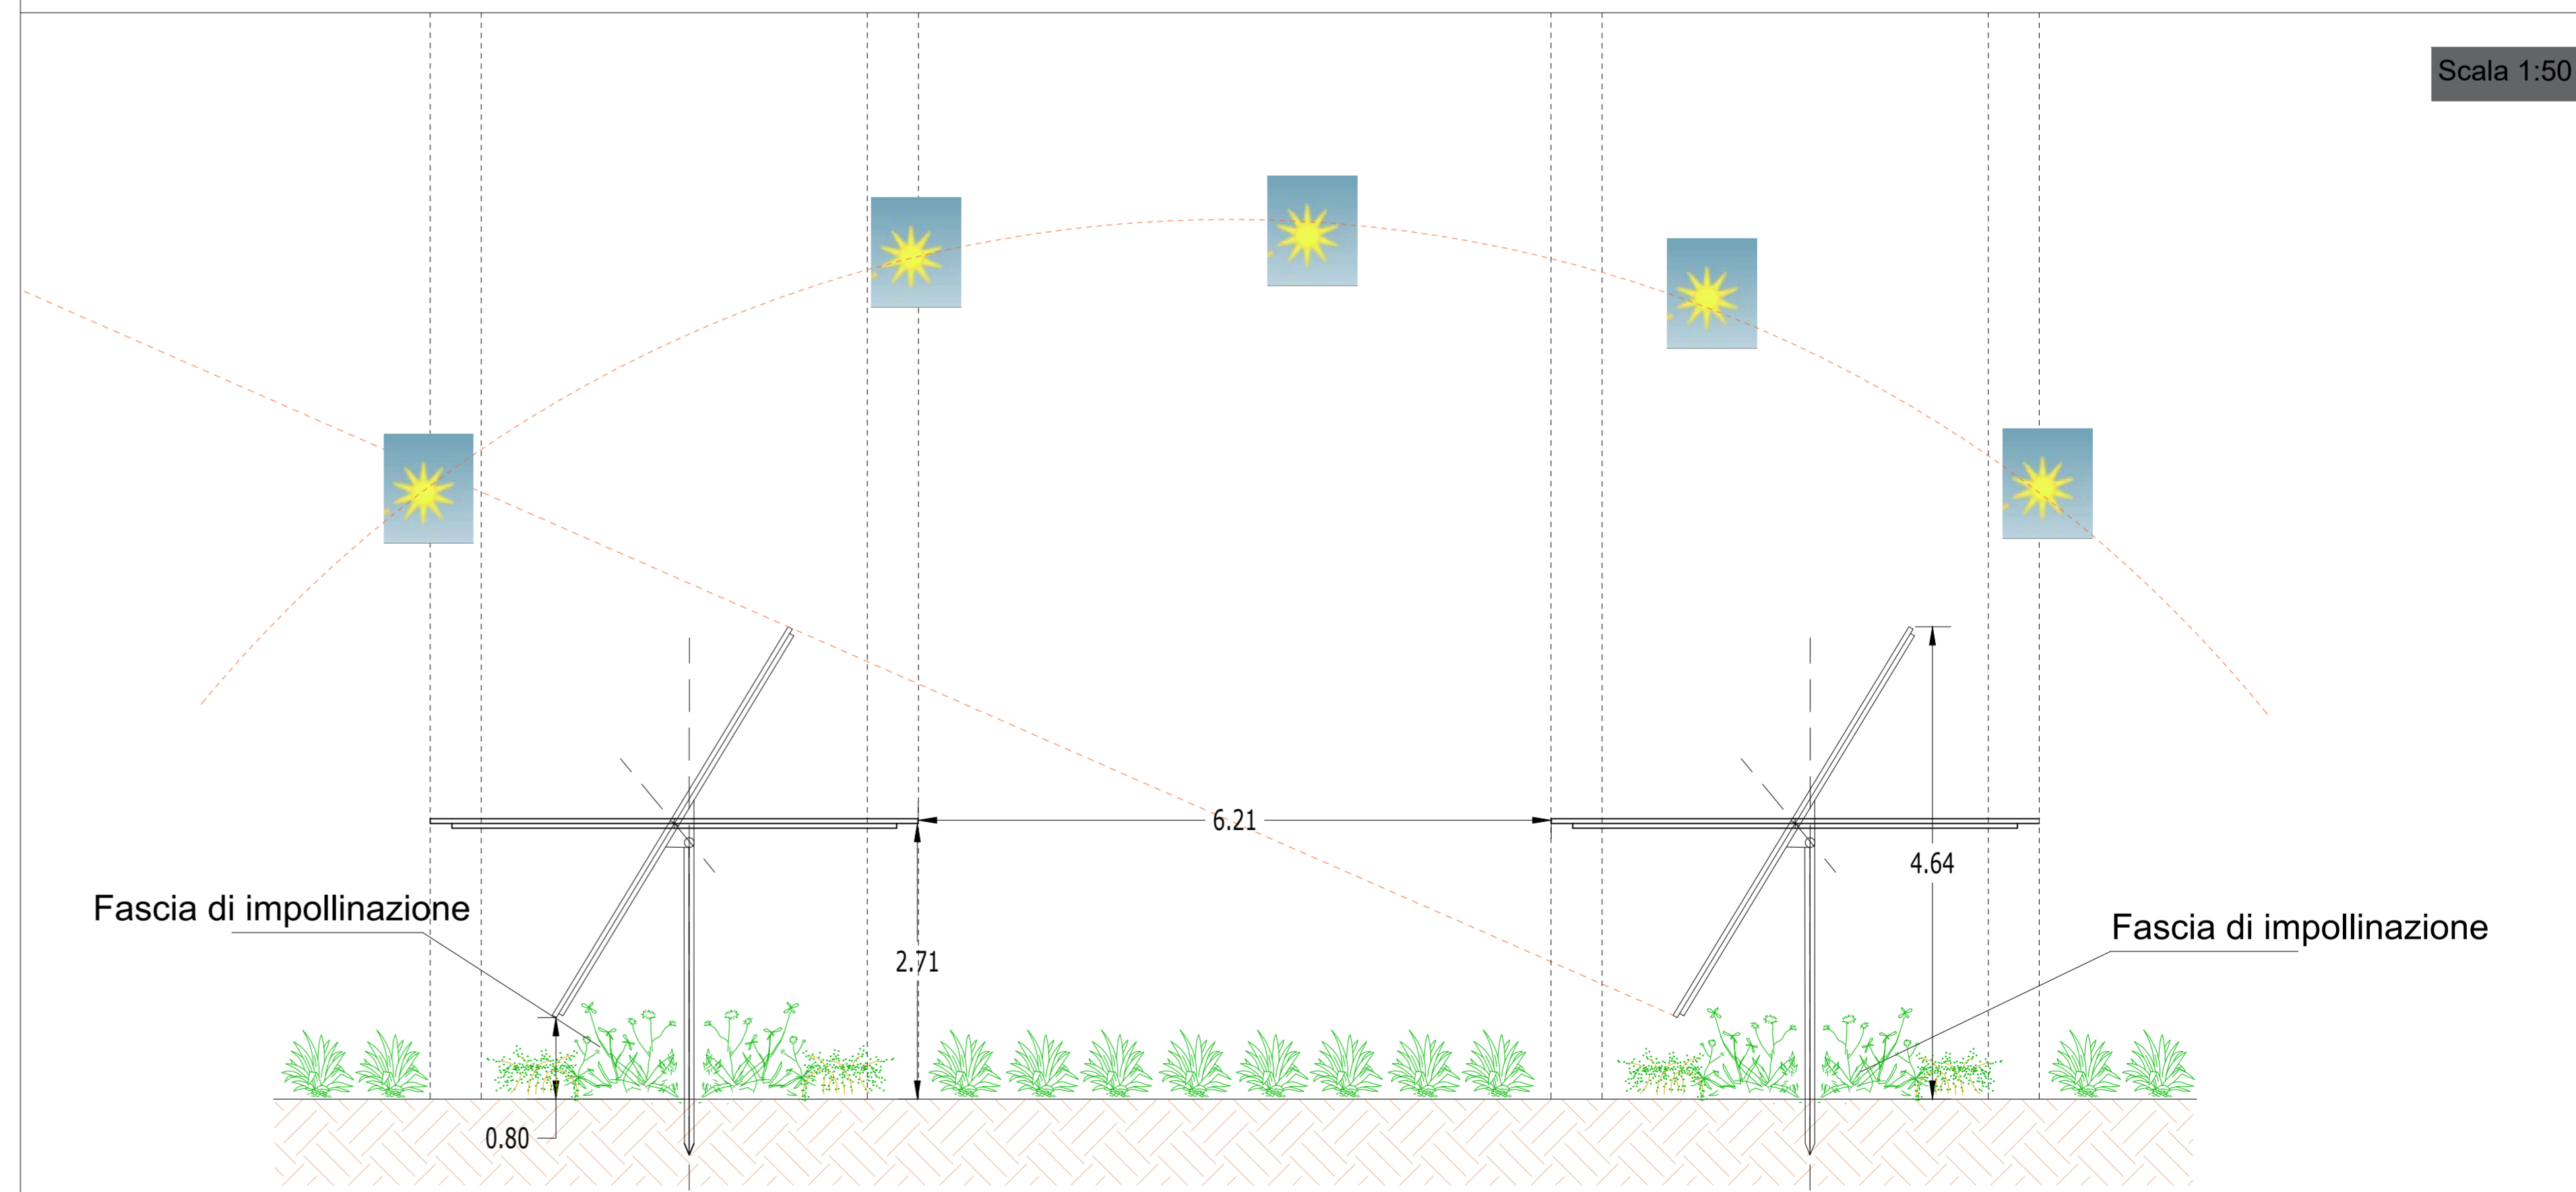 Scala 1:50
6.21
4.64
Fascia di impollinazione
Fascia di impollinazione
2.71
0.80